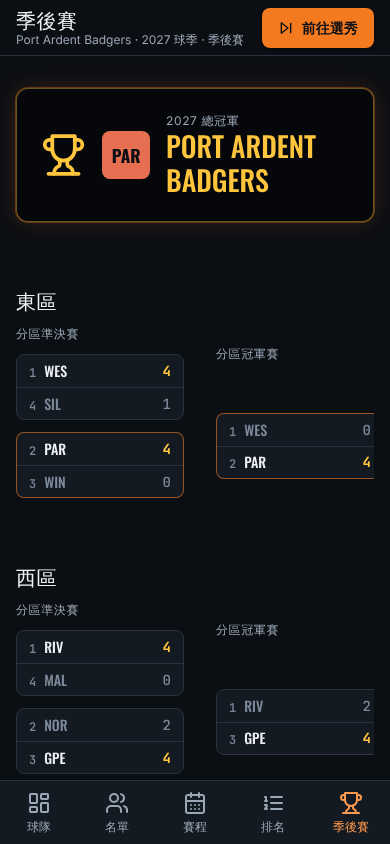 季後賽
Port Ardent Badgers · 2027 球季 · 季後賽
前往選秀
PAR
2027 總冠軍
PORT ARDENT
BADGERS
東區
分區準決賽
1 WES 4
4 SIL 1
2 PAR 4
3 WIN 0
分區冠軍賽
1 WES 0
2 PAR 4
西區
分區準決賽
1 RIV 4
4 MAL 0
2 NOR 2
3 GPE 4
分區冠軍賽
1 RIV 2
3 GPE 4
球隊
名單
賽程
排名
季後賽